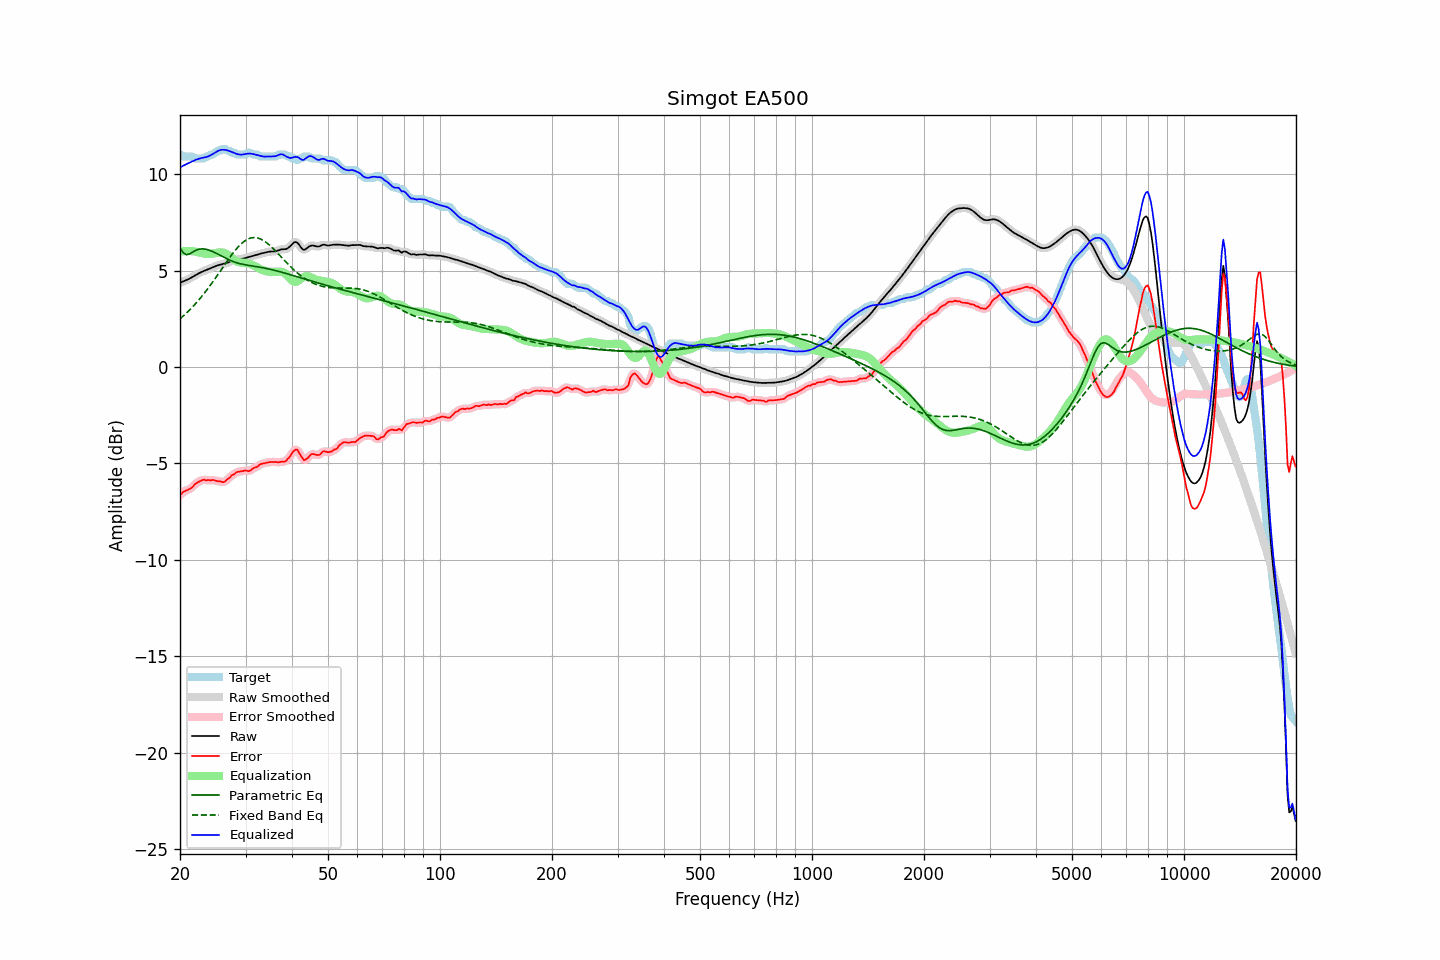 Simgot EA500
10
5
0
−5
−10
−15
−20
−25
Amplitude (dBr)
Target
Raw Smoothed
Error Smoothed
Raw
Error
Equalization
Parametric Eq
Fixed Band Eq
Equalized
20 50 100 200 500 1000 2000 5000 10000 20000
Frequency (Hz)